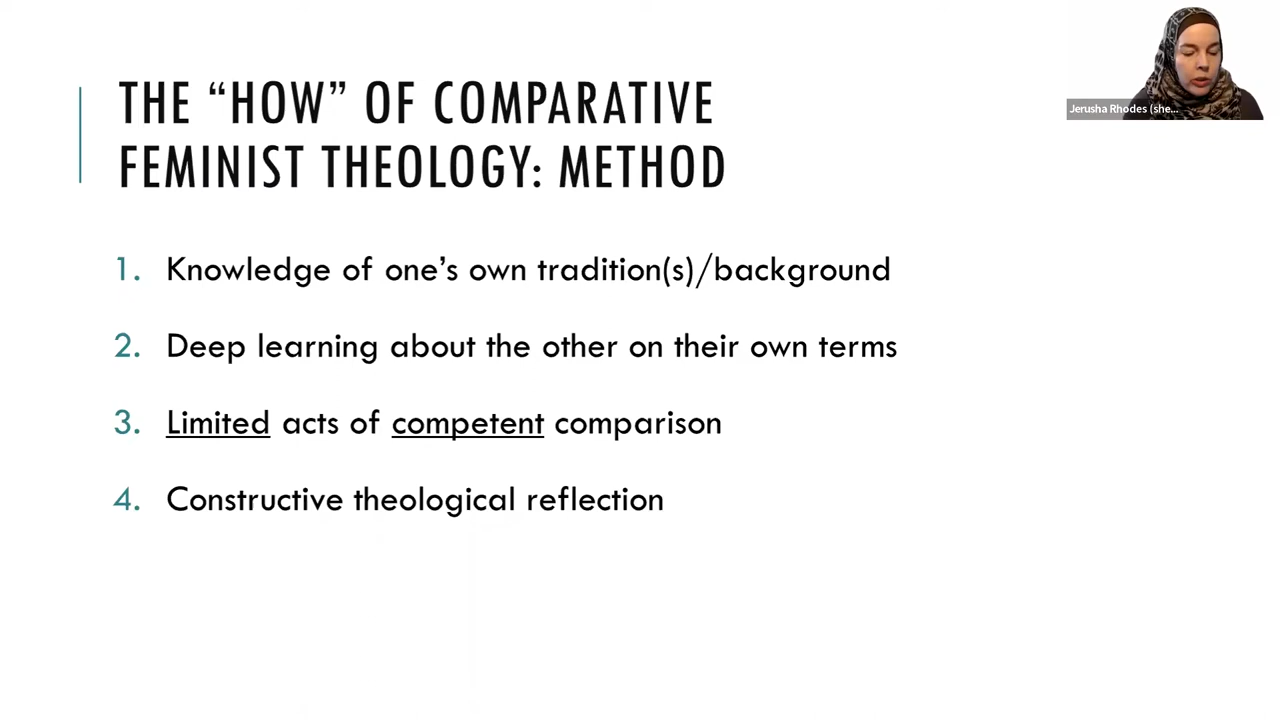 THE “HOW” OF COMPARATIVE
FEMINIST THEOLOGY: METHOD
Jerusha Rhodes (she...
1. Knowledge of one’s own tradition(s)/background
2. Deep learning about the other on their own terms
3. Limited acts of competent comparison
4. Constructive theological reflection